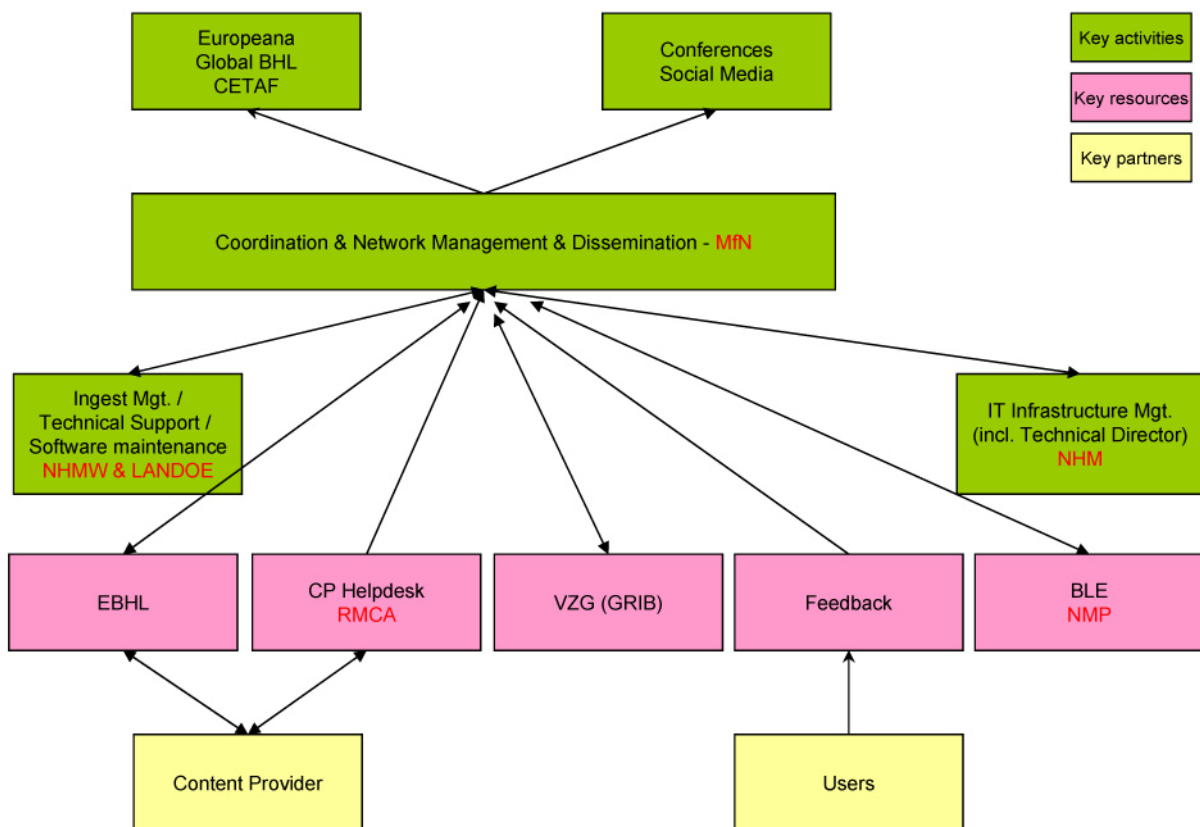 Europeana
Global BHL
CETAF
Conferences
Social Media
Key activities
Key resources
Key partners
Coordination & Network Management & Dissemination - MfN
Ingest Mgt. /
Technical Support /
Software maintenance
NHMW & LANDOE
IT Infrastructure Mgt.
(incl. Technical Director)
NHM
EBHL
CP Helpdesk
RMCA
VZG (GRIB)
Feedback
BLE
NMP
Content Provider
Users